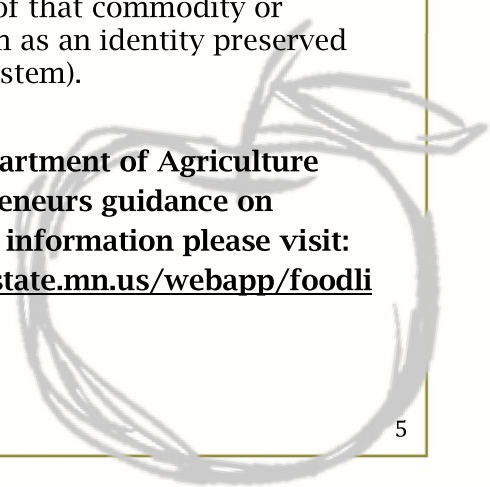 of that commodity or
as an identity preserved
stem).
artment of Agriculture
eneurs guidance on
information please visit:
state.mn.us/webapp/foodli
5